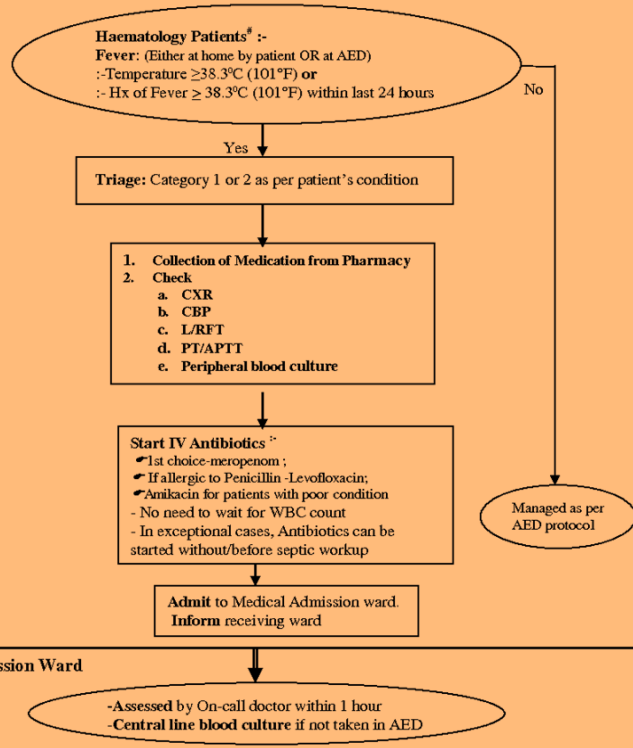 Haematology Patients# :-
Fever: (Either at home by patient OR at AED)
:-Temperature ≥38.3⁰C (101°F) or
:- Hx of Fever ≥ 38.3⁰C (101°F) within last 24 hours
No
Yes
Triage: Category 1 or 2 as per patient's condition
1. Collection of Medication from Pharmacy
2. Check
a. CXR
b. CBP
c. L/RFT
d. PT/APTT
e. Peripheral blood culture
Start IV Antibiotics :-
☛1st choice-meropenom ;
☛If allergic to Penicillin -Levofloxacin;
☛Amikacin for patients with poor condition
- No need to wait for WBC count
- In exceptional cases, Antibiotics can be
started without/before septic workup
Managed as per
AED protocol
Admit to Medical Admission ward.
Inform receiving ward
ssion Ward
-Assessed by On-call doctor within 1 hour
-Central line blood culture if not taken in AED